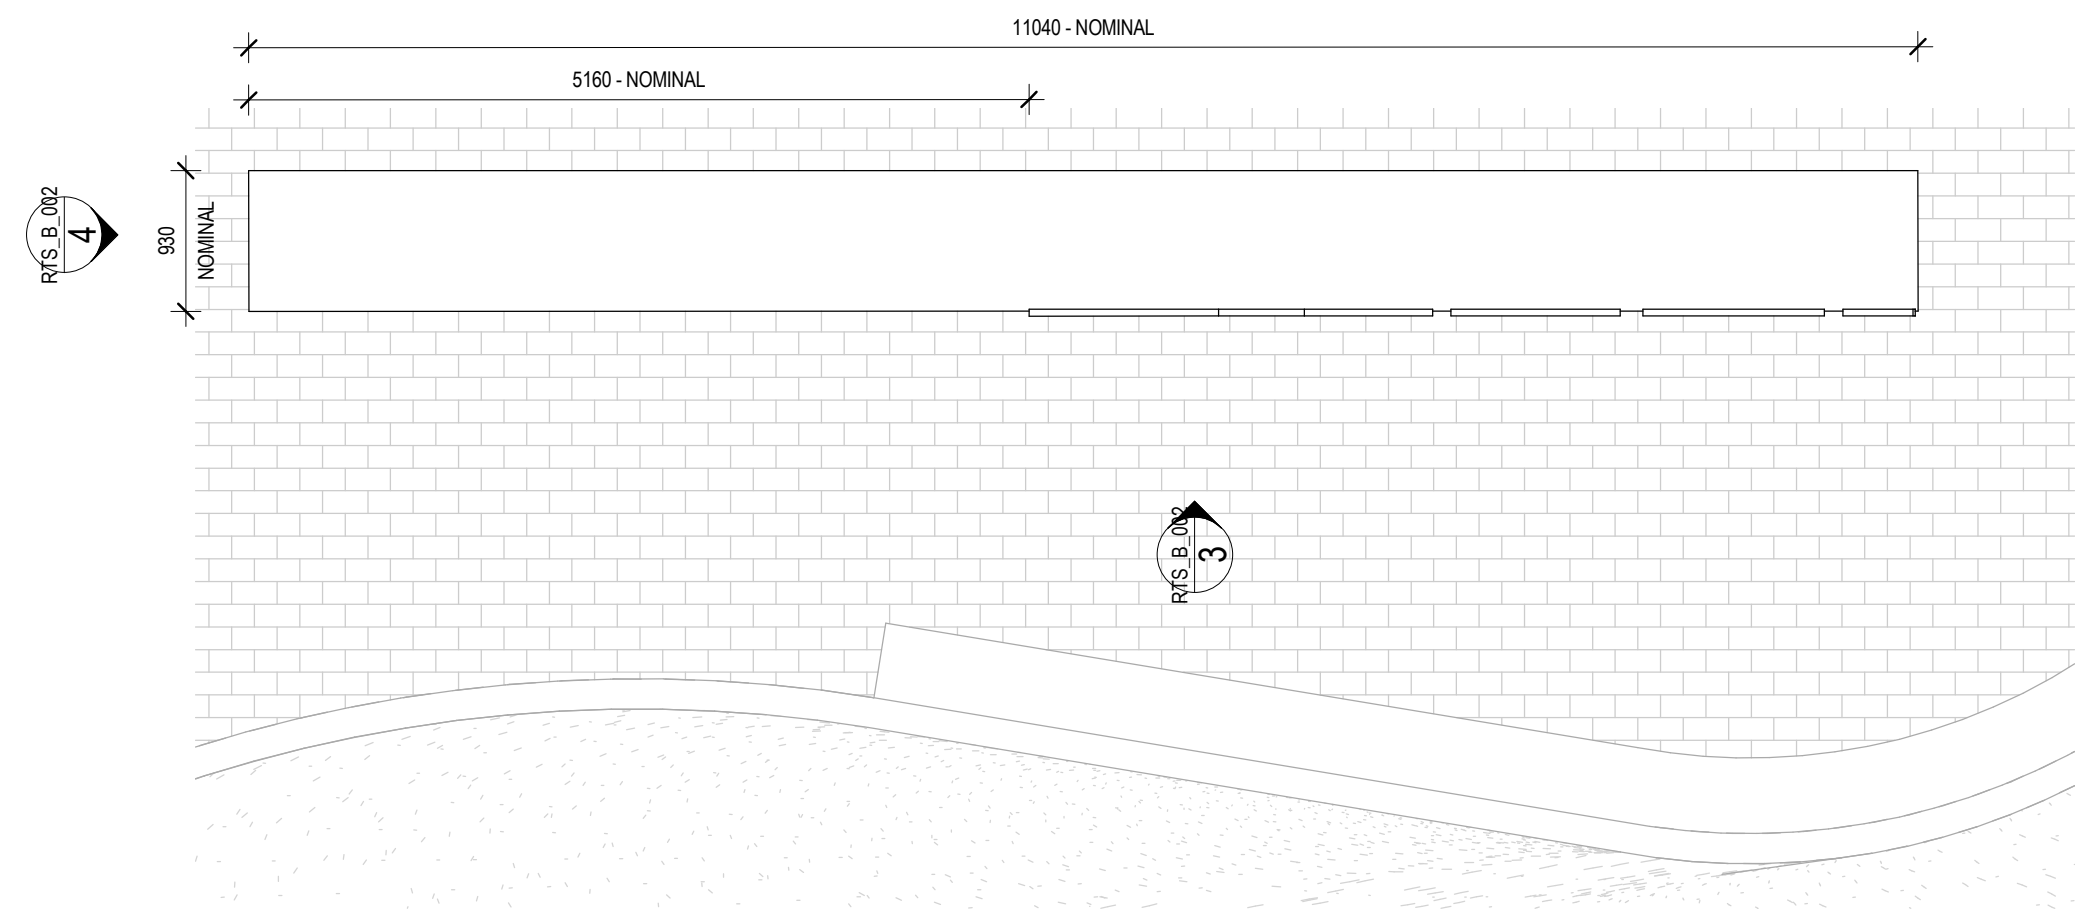 11040 - NOMINAL
5160 - NOMINAL
RTS_B_002
4
930
NOMINAL
RTS_B_002
3